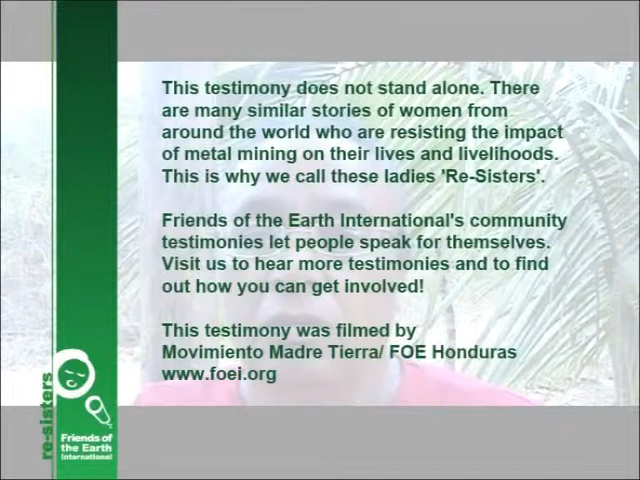 This testimony does not stand alone. There
are many similar stories of women from
around the world who are resisting the impact
of metal mining on their lives and livelihoods.
This is why we call these ladies 'Re-Sisters'.
Friends of the Earth International's community
testimonies let people speak for themselves.
Visit us to hear more testimonies and to find
out how you can get involved!
This testimony was filmed by
Movimiento Madre Tierra/ FOE Honduras
www.foei.org
re-sisters
Friends of
the Earth
International